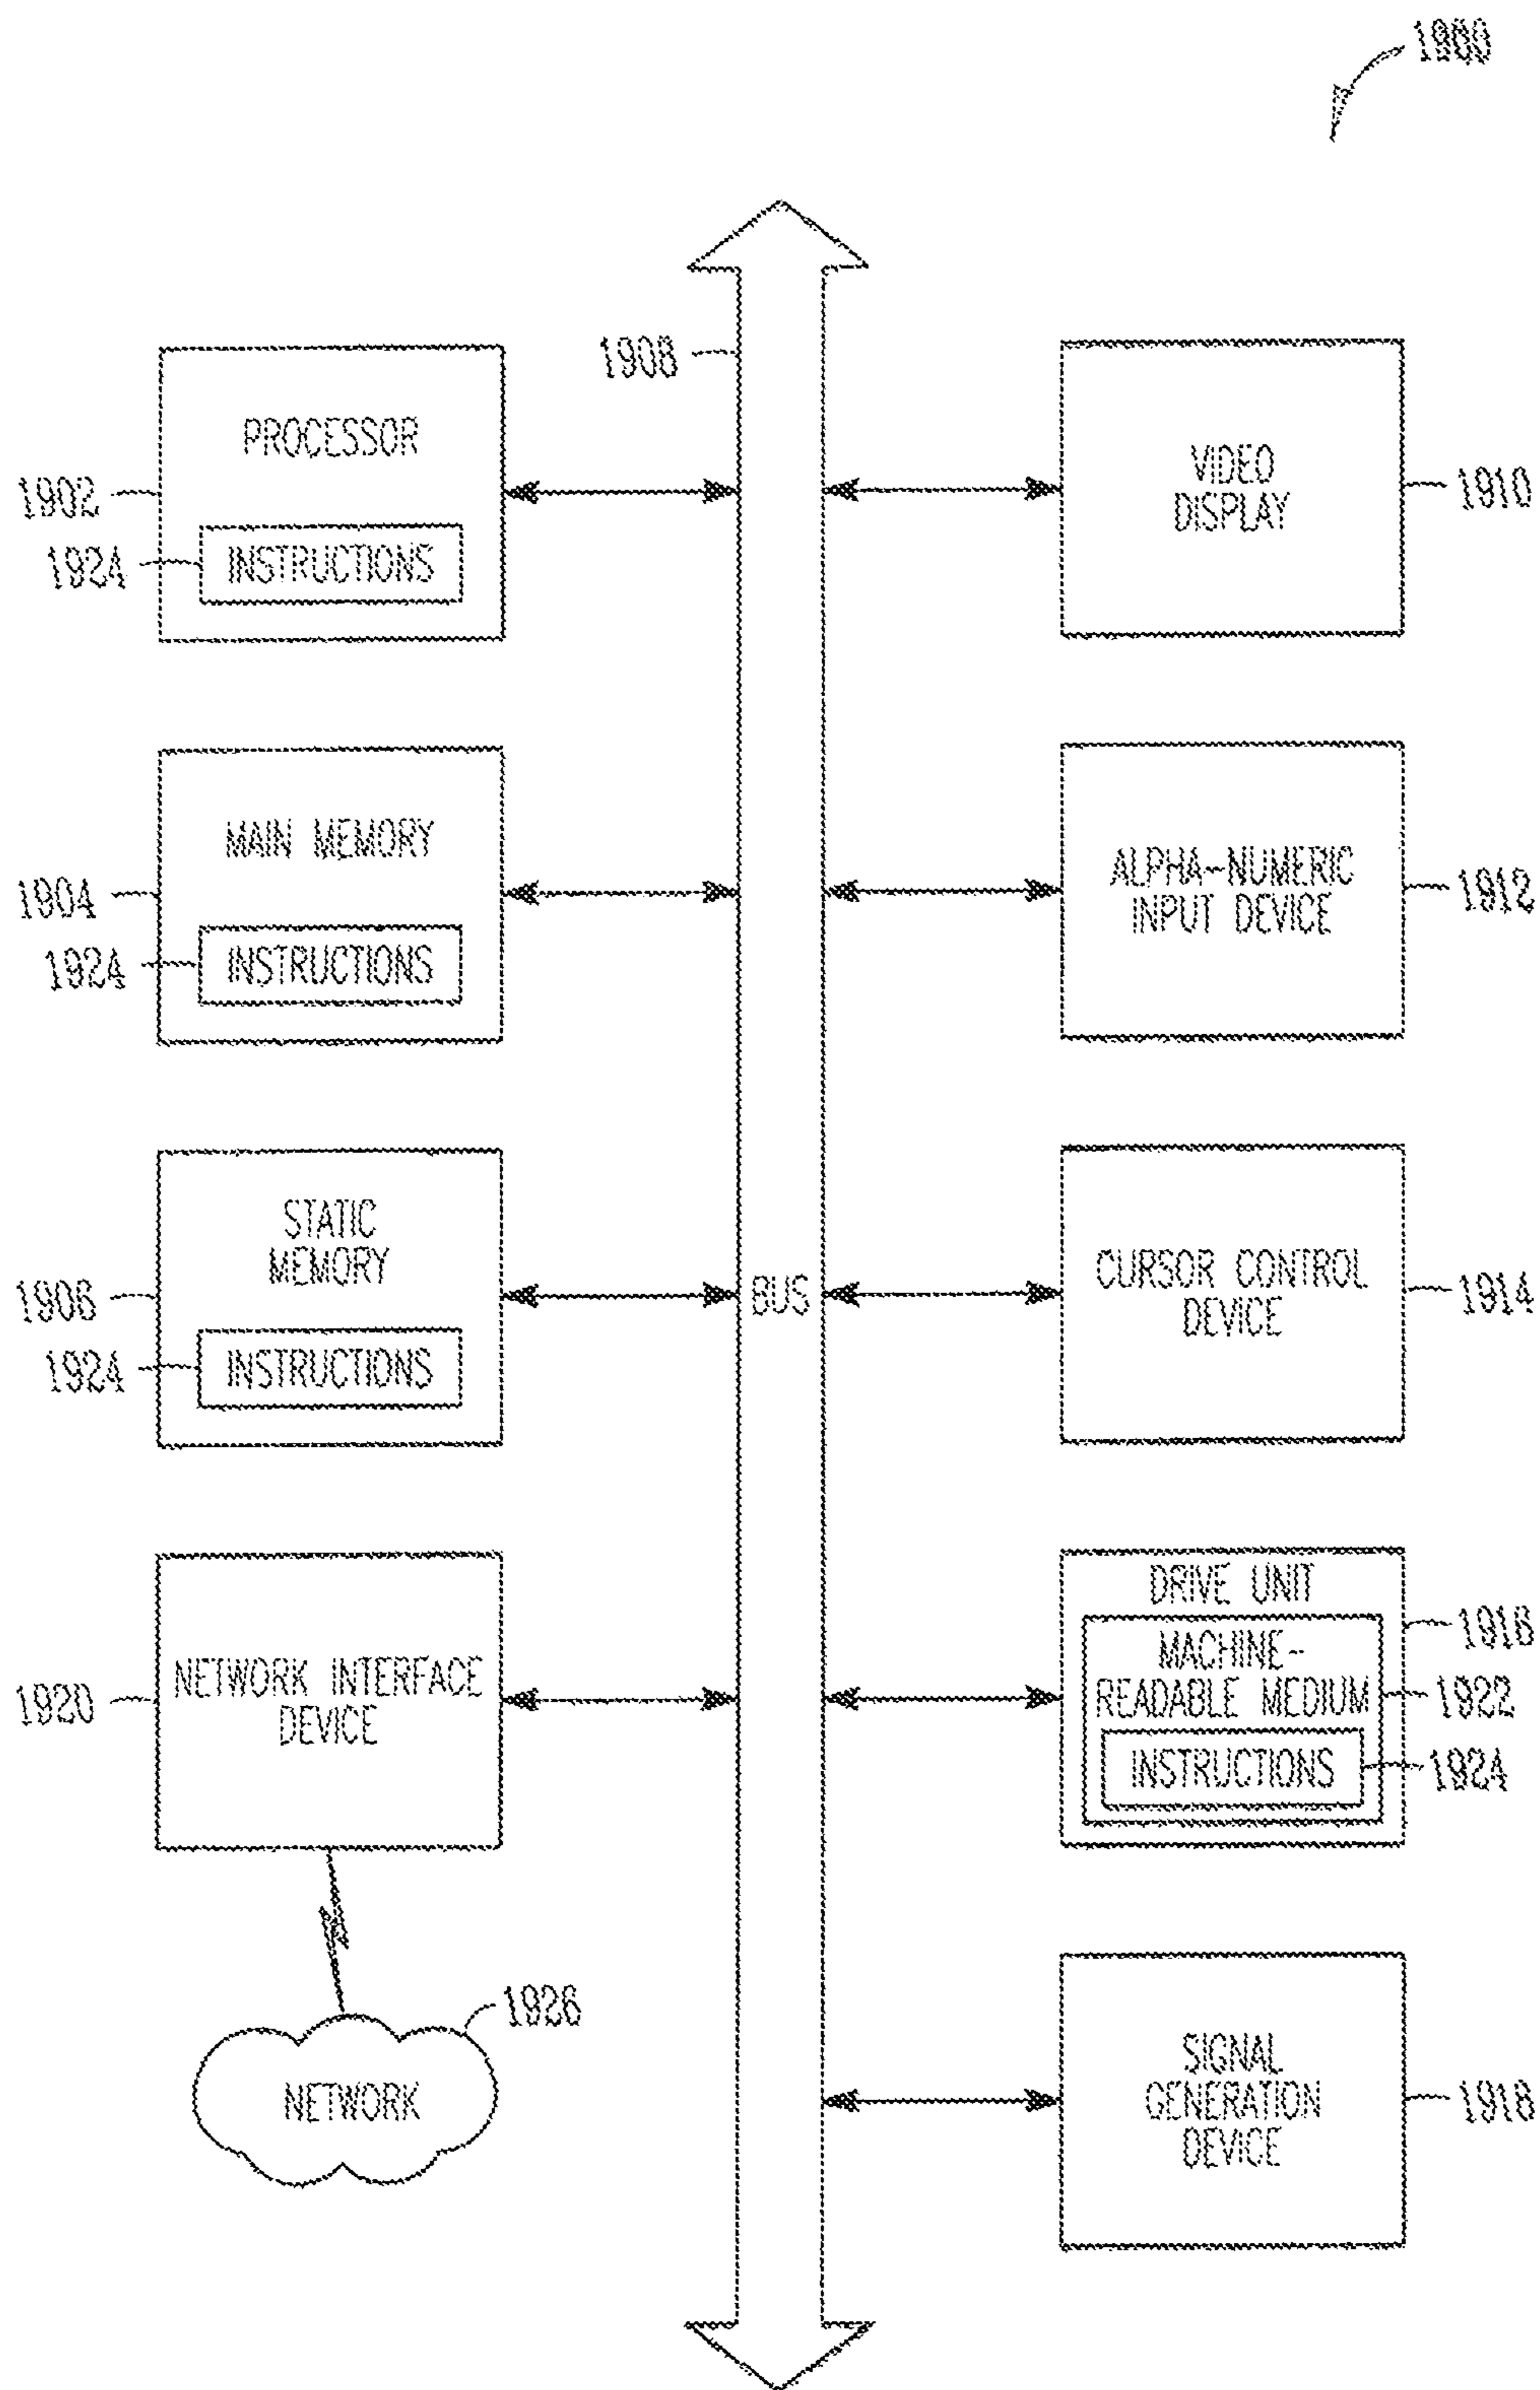 1900
1908
PROCESSOR
1902
1924
INSTRUCTIONS
MAIN MEMORY
1904
1924
INSTRUCTIONS
STATIC
MEMORY
1906
1924
INSTRUCTIONS
NETWORK INTERFACE
DEVICE
1920
1926
NETWORK
BUS
VIDEO
DISPLAY
1910
ALPHA-NUMERIC
INPUT DEVICE
1912
CURSOR CONTROL
DEVICE
1914
DRIVE UNIT
1916
MACHINE-
READABLE MEDIUM
1922
INSTRUCTIONS
1924
SIGNAL
GENERATION
DEVICE
1918